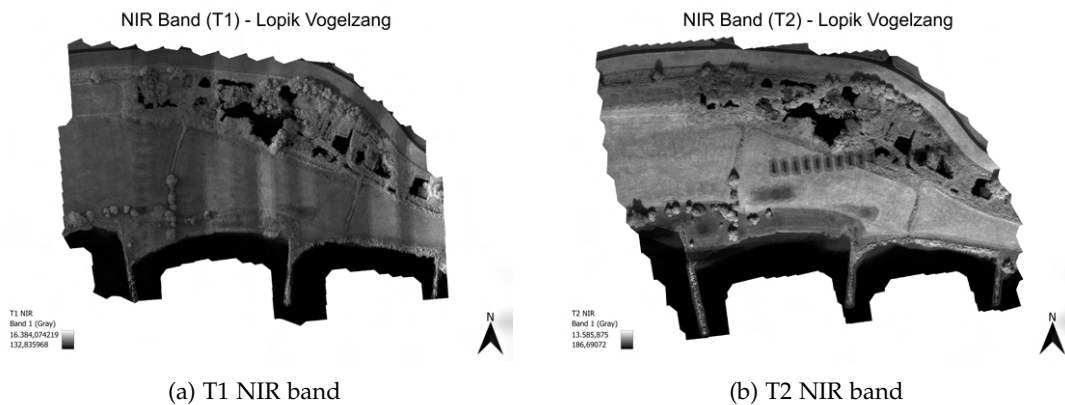 NIR Band (T1) - Lopik Vogelzang
T1 NIR
Band 1 (Gray)
16.384,074219
132,835968
N
(a) T1 NIR band
NIR Band (T2) - Lopik Vogelzang
T2 NIR
Band 1 (Gray)
13.585,875
186,69072
N
(b) T2 NIR band